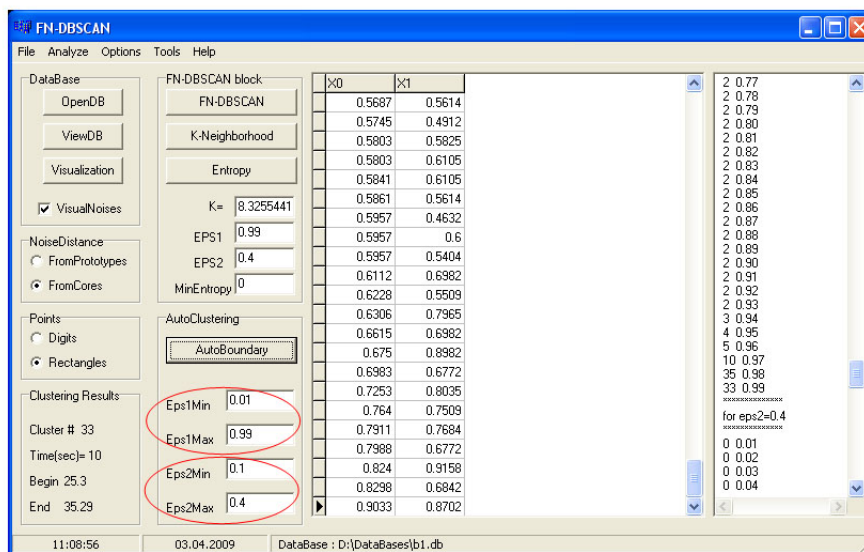 FN-DBSCAN
File Analyze Options Tools Help
DataBase
OpenDB
ViewDB
Visualization
VisualNoises
NoiseDistance
FromPrototypes
FromCores
Points
Digits
Rectangles
Clustering Results
Cluster # 33
Time(sec)= 10
Begin 25.3
End 35.29
FN-DBSCAN block
FN-DBSCAN
K-Neighborhood
Entropy
K= 8.3255441
EPS1 0.99
EPS2 0.4
MinEntropy 0
AutoClustering
AutoBoundary
Eps1Min 0.01
Eps1Max 0.99
Eps2Min 0.1
Eps2Max 0.4
X0 X1
0.5687 0.5614
0.5745 0.4912
0.5803 0.5825
0.5803 0.6105
0.5841 0.6105
0.5861 0.5614
0.5957 0.4632
0.5957 0.6
0.5957 0.5404
0.6112 0.6982
0.6228 0.5509
0.6306 0.7965
0.6615 0.6982
0.675 0.8982
0.6983 0.6772
0.7253 0.8035
0.764 0.7509
0.7911 0.7684
0.7988 0.6772
0.824 0.9158
0.8298 0.6842
0.9033 0.8702
2 0.77
2 0.78
2 0.79
2 0.80
2 0.81
2 0.82
2 0.83
2 0.84
2 0.85
2 0.86
2 0.87
2 0.88
2 0.89
2 0.90
2 0.91
2 0.92
2 0.93
3 0.94
4 0.95
5 0.96
10 0.97
35 0.98
33 0.99
**************
for eps2=0.4
**************
0 0.01
0 0.02
0 0.03
0 0.04
11:08:56 03.04.2009 DataBase : D:\DataBases\b1.db